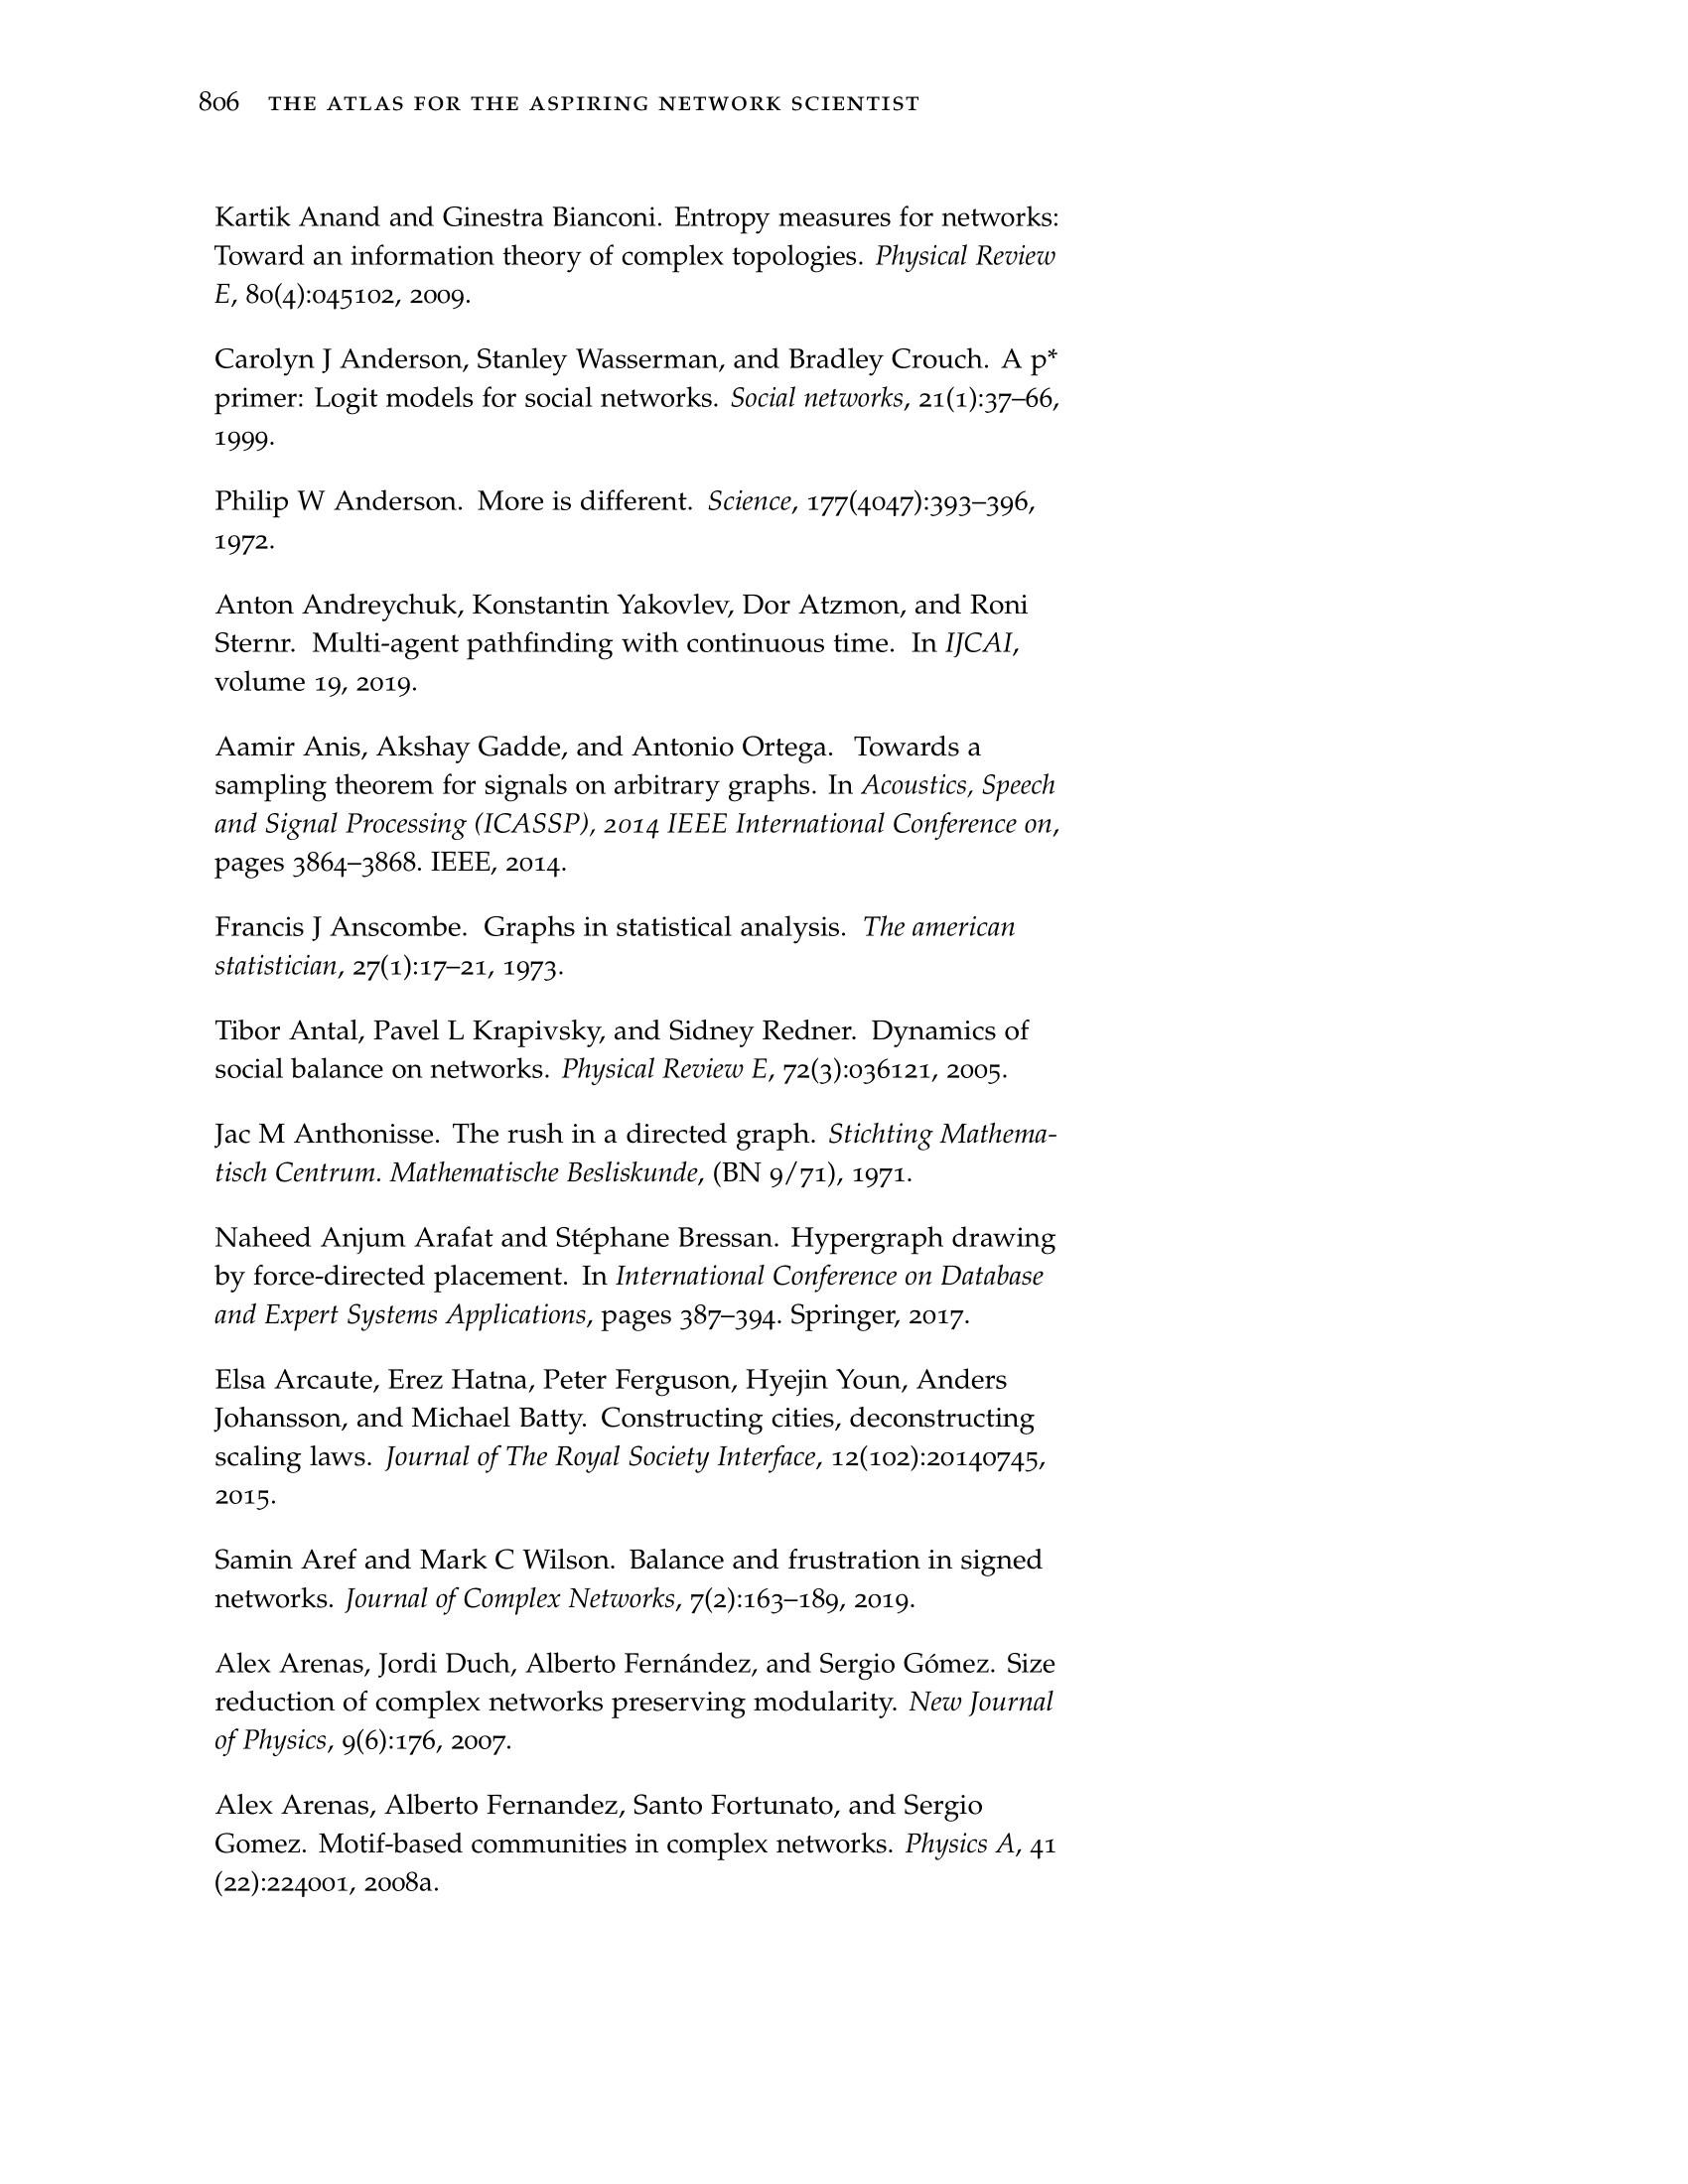 806 THE ATLAS FOR THE ASPIRING NETWORK SCIENTIST
Kartik Anand and Ginestra Bianconi. Entropy measures for networks:
Toward an information theory of complex topologies. Physical Review
E, 80(4):045102, 2009.
Carolyn J Anderson, Stanley Wasserman, and Bradley Crouch. A p*
primer: Logit models for social networks. Social networks, 21(1):37–66,
1999.
Philip W Anderson. More is different. Science, 177(4047):393–396,
1972.
Anton Andreychuk, Konstantin Yakovlev, Dor Atzmon, and Roni
Sternr. Multi-agent pathfinding with continuous time. In IJCAI,
volume 19, 2019.
Aamir Anis, Akshay Gadde, and Antonio Ortega. Towards a
sampling theorem for signals on arbitrary graphs. In Acoustics, Speech
and Signal Processing (ICASSP), 2014 IEEE International Conference on,
pages 3864–3868. IEEE, 2014.
Francis J Anscombe. Graphs in statistical analysis. The american
statistician, 27(1):17–21, 1973.
Tibor Antal, Pavel L Krapivsky, and Sidney Redner. Dynamics of
social balance on networks. Physical Review E, 72(3):036121, 2005.
Jac M Anthonisse. The rush in a directed graph. Stichting Mathema-
tisch Centrum. Mathematische Besliskunde, (BN 9/71), 1971.
Naheed Anjum Arafat and Stéphane Bressan. Hypergraph drawing
by force-directed placement. In International Conference on Database
and Expert Systems Applications, pages 387–394. Springer, 2017.
Elsa Arcaute, Erez Hatna, Peter Ferguson, Hyejin Youn, Anders
Johansson, and Michael Batty. Constructing cities, deconstructing
scaling laws. Journal of The Royal Society Interface, 12(102):20140745,
2015.
Samin Aref and Mark C Wilson. Balance and frustration in signed
networks. Journal of Complex Networks, 7(2):163–189, 2019.
Alex Arenas, Jordi Duch, Alberto Fernández, and Sergio Gómez. Size
reduction of complex networks preserving modularity. New Journal
of Physics, 9(6):176, 2007.
Alex Arenas, Alberto Fernandez, Santo Fortunato, and Sergio
Gomez. Motif-based communities in complex networks. Physics A, 41
(22):224001, 2008a.